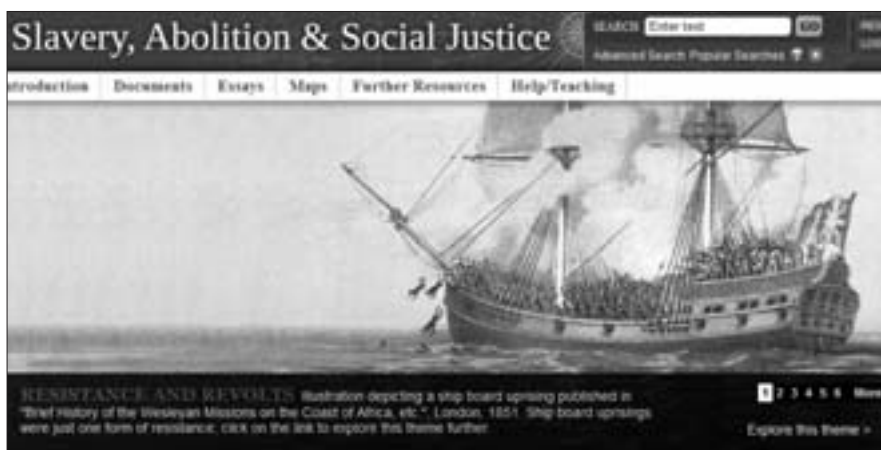 Slavery, Abolition & Social Justice
SEARCH Enter text GO
Advanced Search Popular Searches
ntroduction Documents Essays Maps Further Resources Help/Teaching
RESISTANCE AND REVOLTS Illustration depicting a ship board uprising published in
"Brief History of the Wesleyan Missions on the Coast of Africa, etc.". London, 1851. Ship board uprisings
were just one form of resistance, click on the link to explore this theme further.
1 2 3 4 5 6 More
Explore this theme >